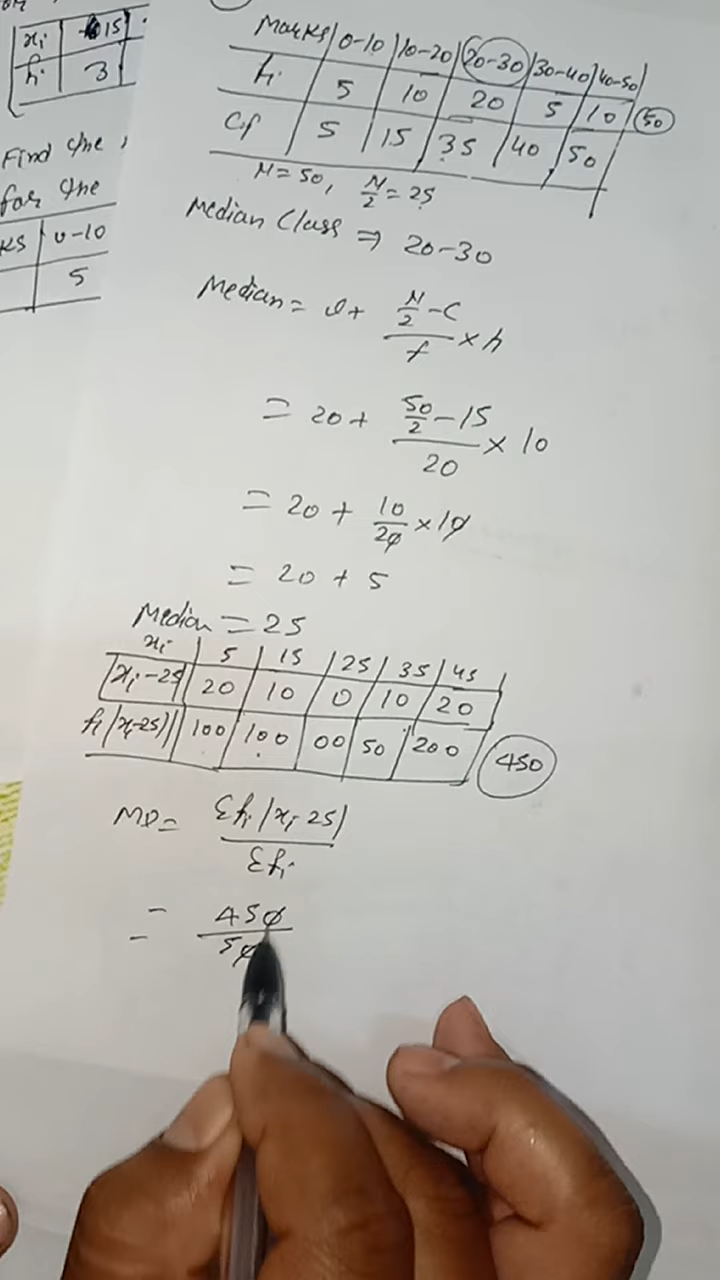 xi | 15
fi | 3
Find the
for the
KS | 0-10
5
Marks | 0-10 | 10-20 | 20-30 | 30-40 | 40-50
fi | 5 | 10 | 20 | 5 | 10 | 50
Cf | 5 | 15 | 35 | 40 | 50
N = 50, N/2 = 25
Median Class ⇒ 20-30
Median = l + (N/2 - C)/f × h
= 20 + (50/2 - 15)/20 × 10
= 20 + 10/20 × 10
= 20 + 5
Median = 25
xi | 5 | 15 | 25 | 35 | 45
|xi - 25| | 20 | 10 | 0 | 10 | 20
fi |xi-25| | 100 | 100 | 00 | 50 | 200 | 450
MD = Σfi |xi - 25| / Σfi
= 450/50